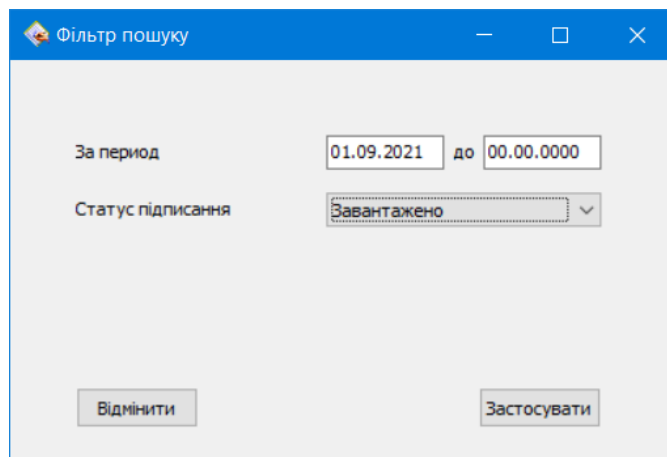 Фільтр пошуку
За период 01.09.2021 до 00.00.0000
Статус підписання Завантажено
Відмінити Застосувати